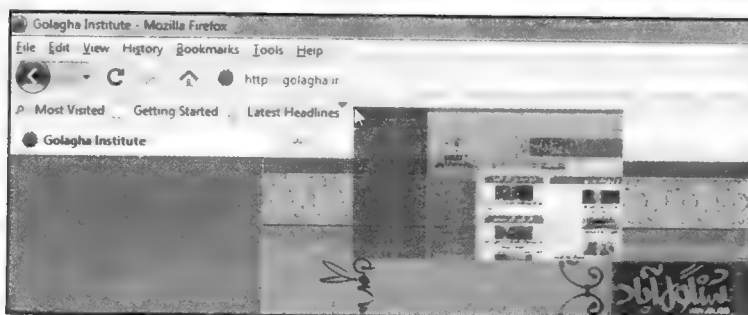 Golagha Institute - Mozilla Firefox
File Edit View History Bookmarks Tools Help
http golagha.ir
Most Visited Getting Started Latest Headlines
Golagha Institute